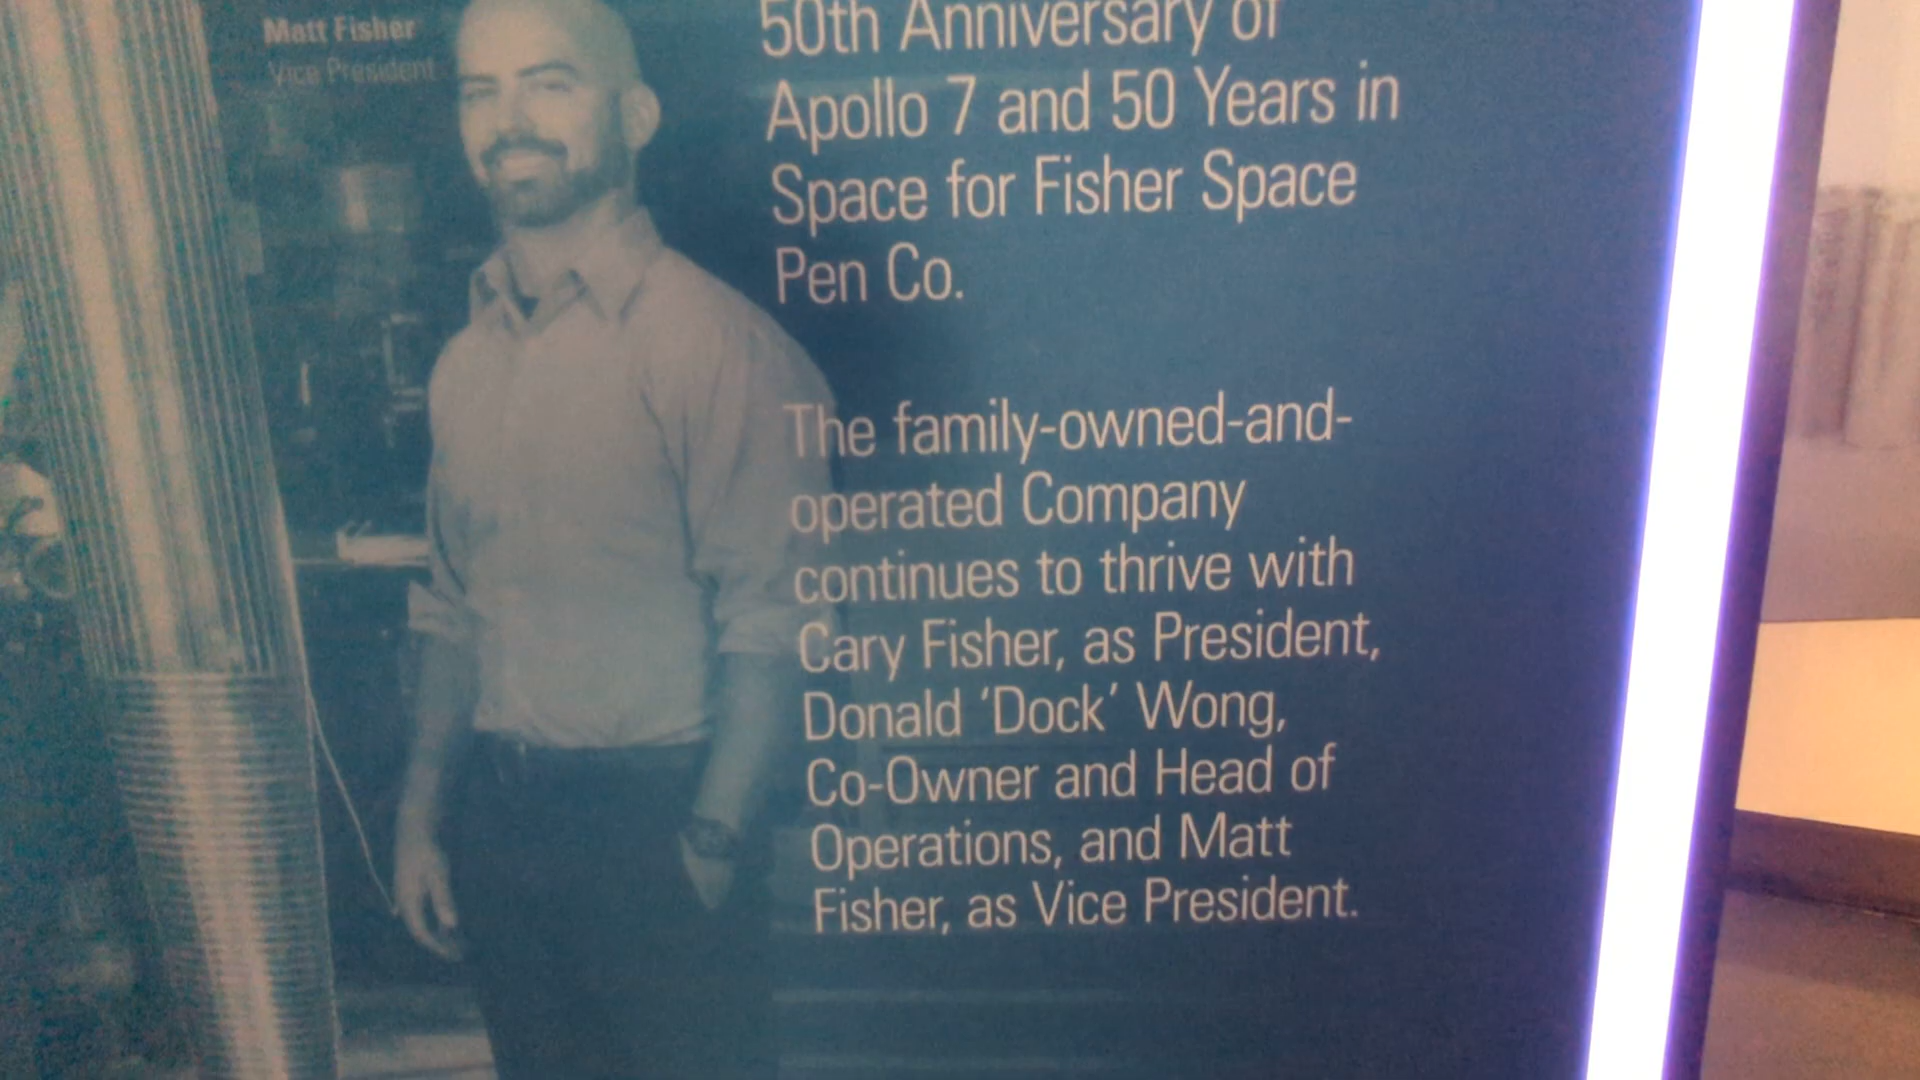 Matt Fisher
Vice President
50th Anniversary of
Apollo 7 and 50 Years in
Space for Fisher Space
Pen Co.
The family-owned-and-
operated Company
continues to thrive with
Cary Fisher, as President,
Donald ‘Dock’ Wong,
Co-Owner and Head of
Operations, and Matt
Fisher, as Vice President.